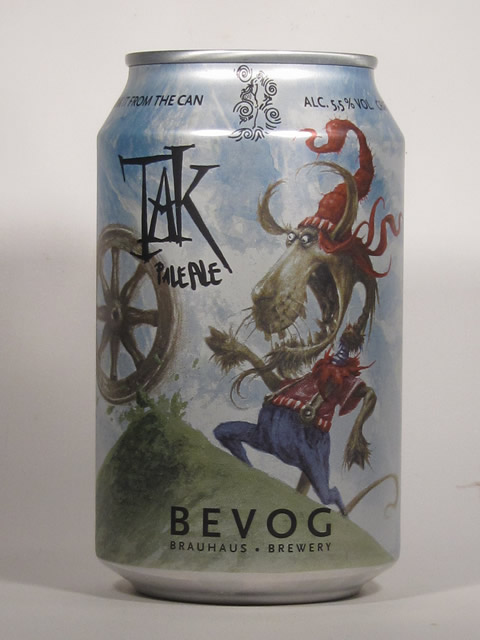 FROM THE CAN
ALC. 5,5% VOL.
TAK
PALE ALE
BEVOG
BRAUHAUS • BREWERY